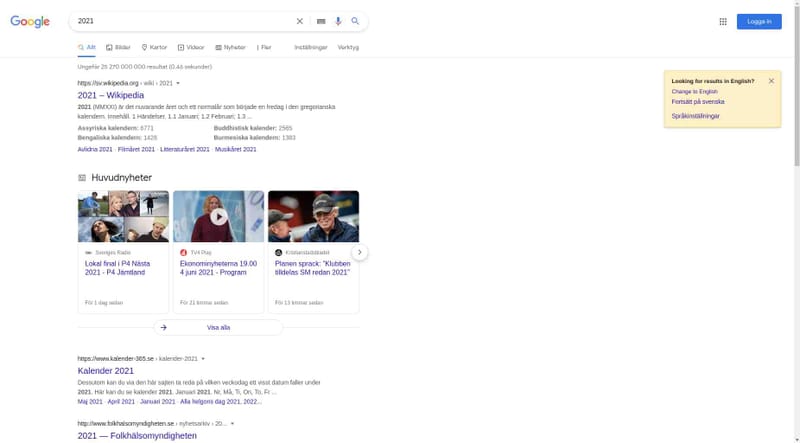 Google
2021
Logga in
Allt
Bilder
Kartor
Videor
Nyheter
Fler
Inställningar
Verktyg
Ungefär 25 270 000 000 resultat (0,44 sekunder)
https://sv.wikipedia.org › wiki › 2021
2021 – Wikipedia
2021 (MMXXI) är det nuvarande året och ett normalår som började en fredag i den gregorianska
kalendern. Innehåll. 1 Händelser. 1.1 Januari; 1.2 Februari; 1.3 ...
Assyriska kalendern: 6771
Buddhistisk kalender: 2565
Bengaliska kalendern: 1428
Burmesiska kalendern: 1383
Avlidna 2021 · Filmåret 2021 · Litteraturåret 2021 · Musikåret 2021
Looking for results in English?
Change to English
Fortsätt på svenska
Språkinställningar
Huvudnyheter
Sveriges Radio
Lokal final i P4 Nästa
2021 - P4 Jämtland
För 1 dag sedan
TV4 Play
Ekonominyheterna 19.00
4 juni 2021 - Program
För 21 timmar sedan
Kristianstadsbladet
Planen sprack: "Klubben
tilldelas SM redan 2021"
För 13 timmar sedan
Visa alla
https://www.kalender-365.se › kalender-2021
Kalender 2021
Dessutom kan du via den här sajten ta reda på vilken veckodag ett visst datum faller under
2021. Här kan du se kalender 2021. Januari 2021. Nr, Må, Ti, On, To, Fr ...
Maj 2021 · April 2021 · Januari 2021 · Alla helgons dag 2021, 2022...
http://www.folkhalsomyndigheten.se › nyhetsarkiv › 20...
2021 — Folkhälsomyndigheten